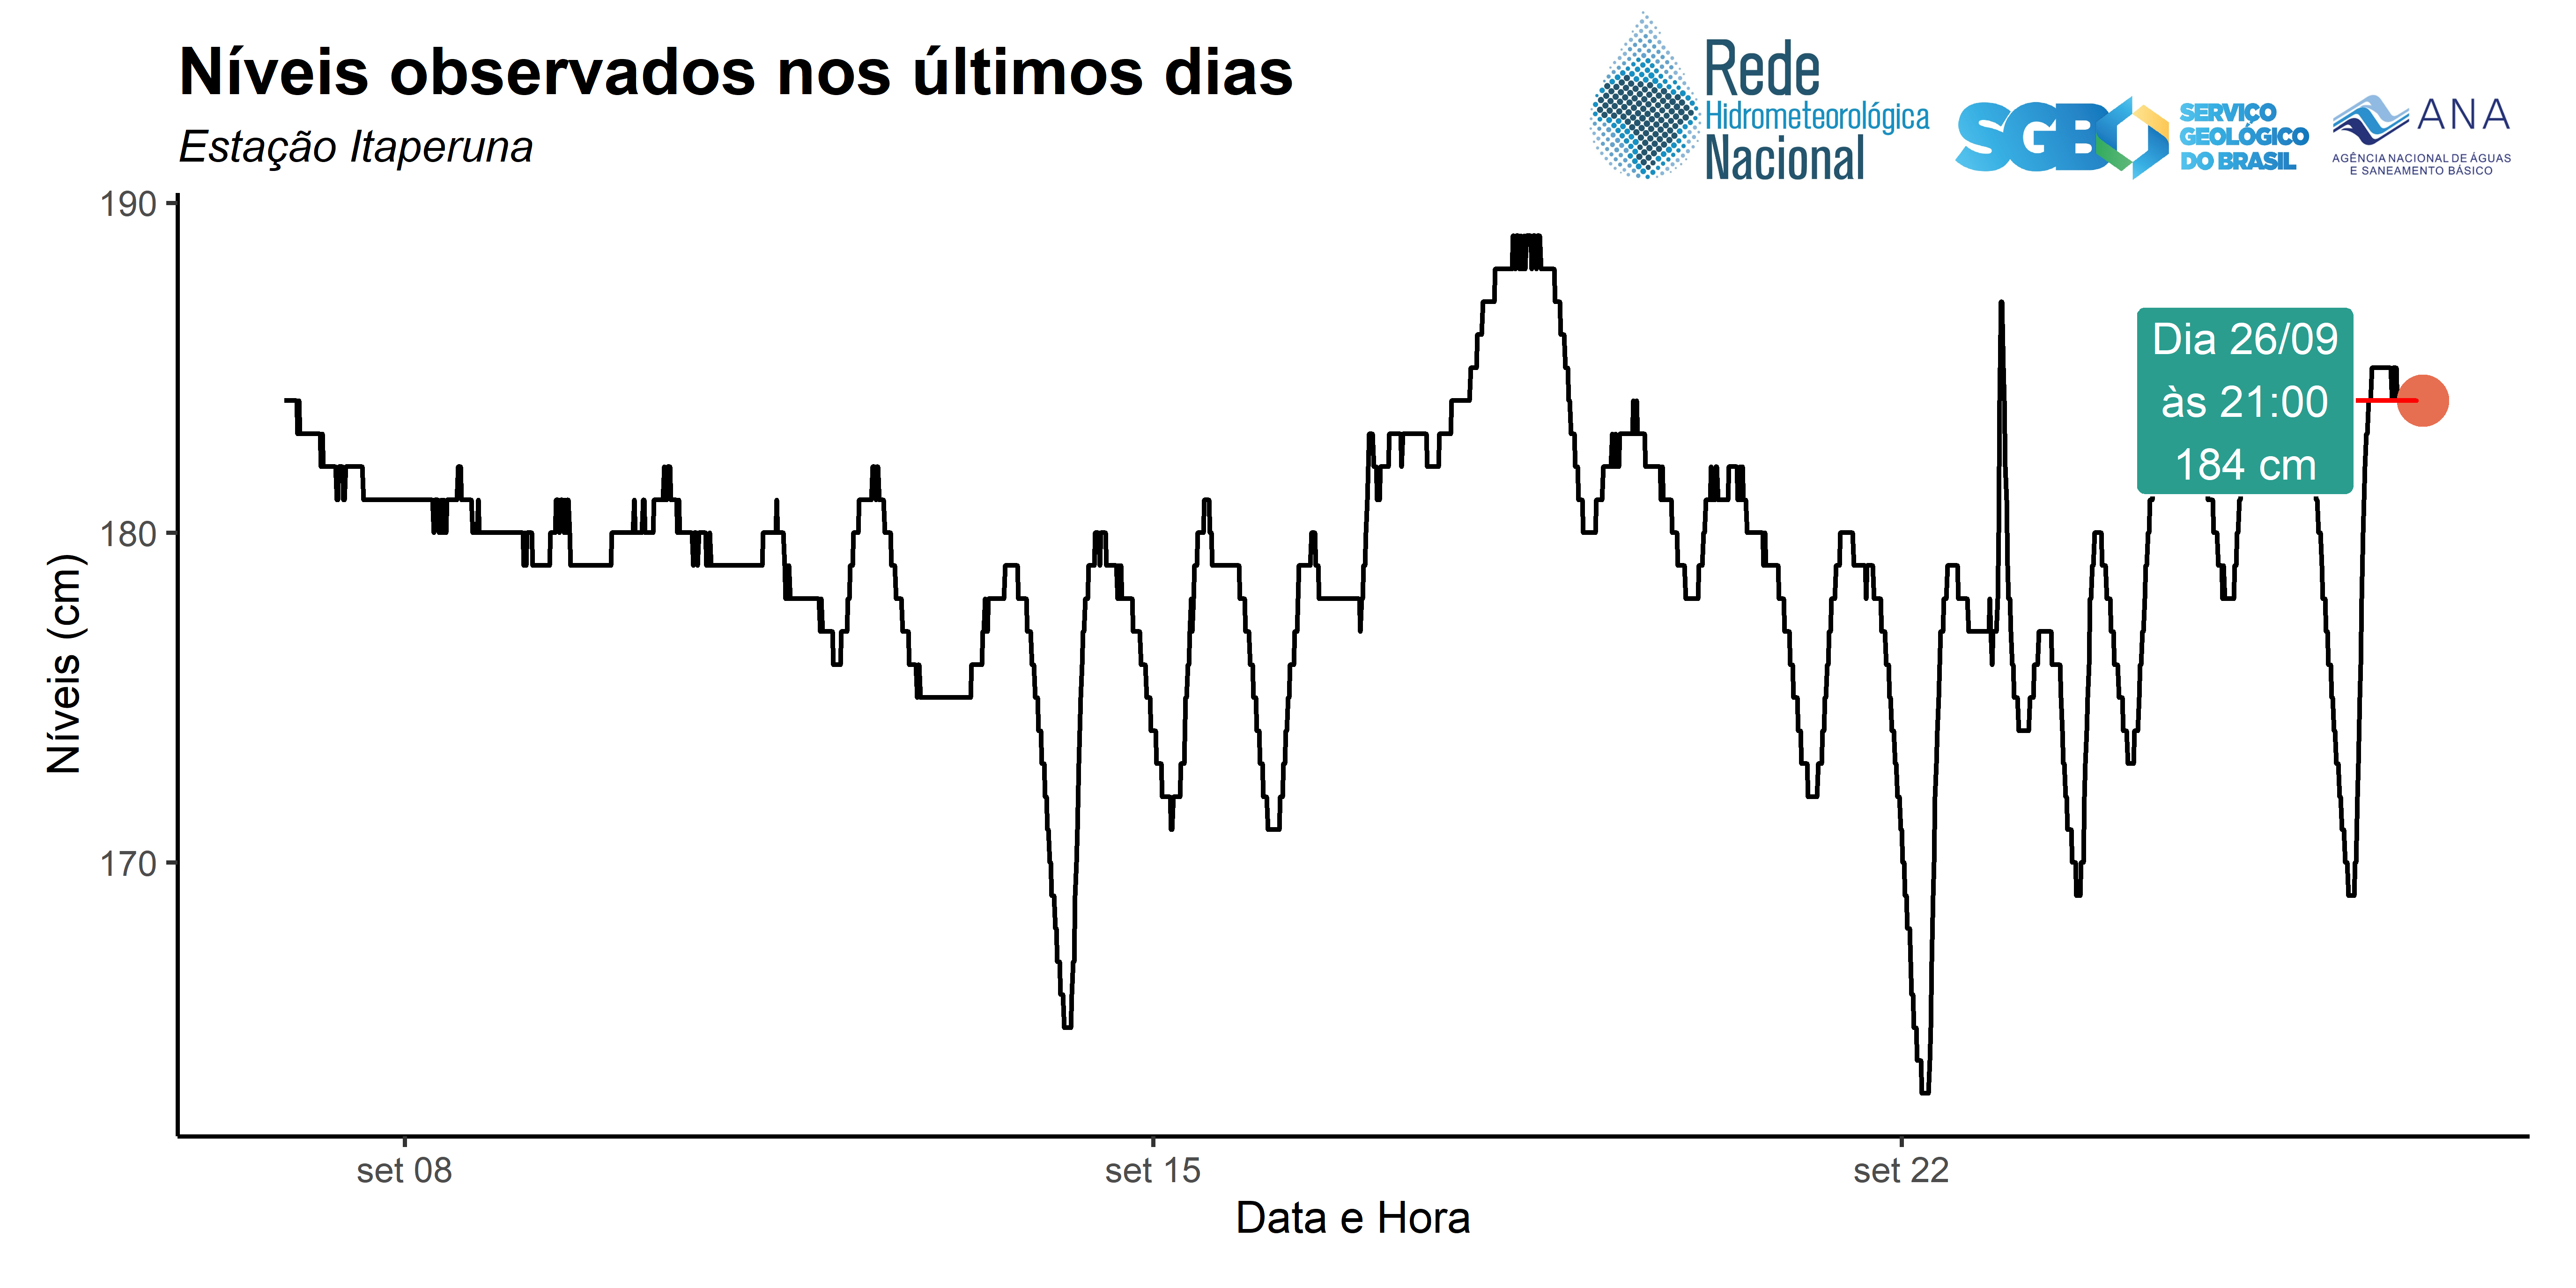 Níveis observados nos últimos dias
Estação Itaperuna
Rede
Hidrometeorológica
Nacional
SGB
SERVIÇO
GEOLÓGICO
DO BRASIL
ANA
AGÊNCIA NACIONAL DE ÁGUAS
E SANEAMENTO BÁSICO
190
180
170
Níveis (cm)
Dia 26/09
às 21:00
184 cm
set 08
set 15
set 22
Data e Hora